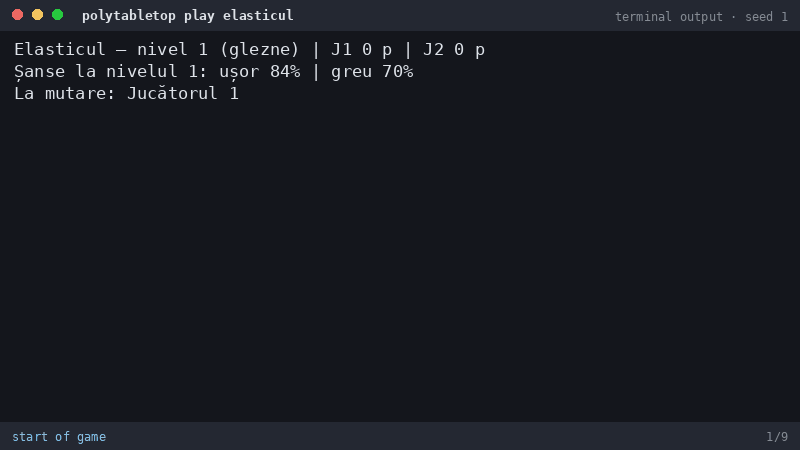 polytabletop play elasticul
terminal output · seed 1
Elasticul — nivel 1 (glezne) | J1 0 p | J2 0 p
Șanse la nivelul 1: ușor 84% | greu 70%
La mutare: Jucătorul 1
start of game
1/9